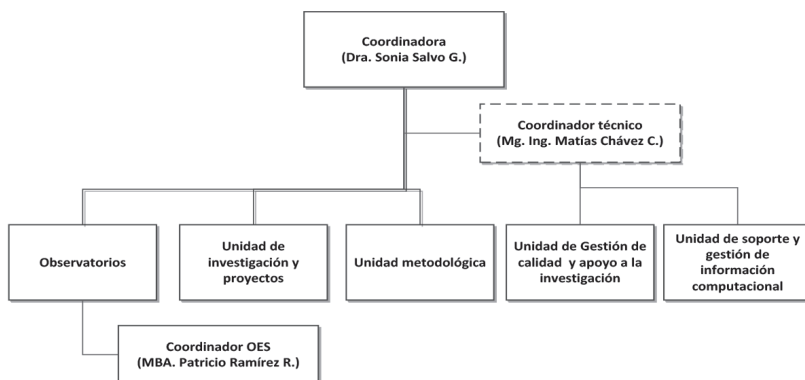 Coordinadora
(Dra. Sonia Salvo G.)
Coordinador técnico
(Mg. Ing. Matías Chávez C.)
Observatorios
Unidad de
investigación y
proyectos
Unidad metodológica
Unidad de Gestión de
calidad y apoyo a la
investigación
Unidad de soporte y
gestión de
información
computacional
Coordinador OES
(MBA. Patricio Ramírez R.)